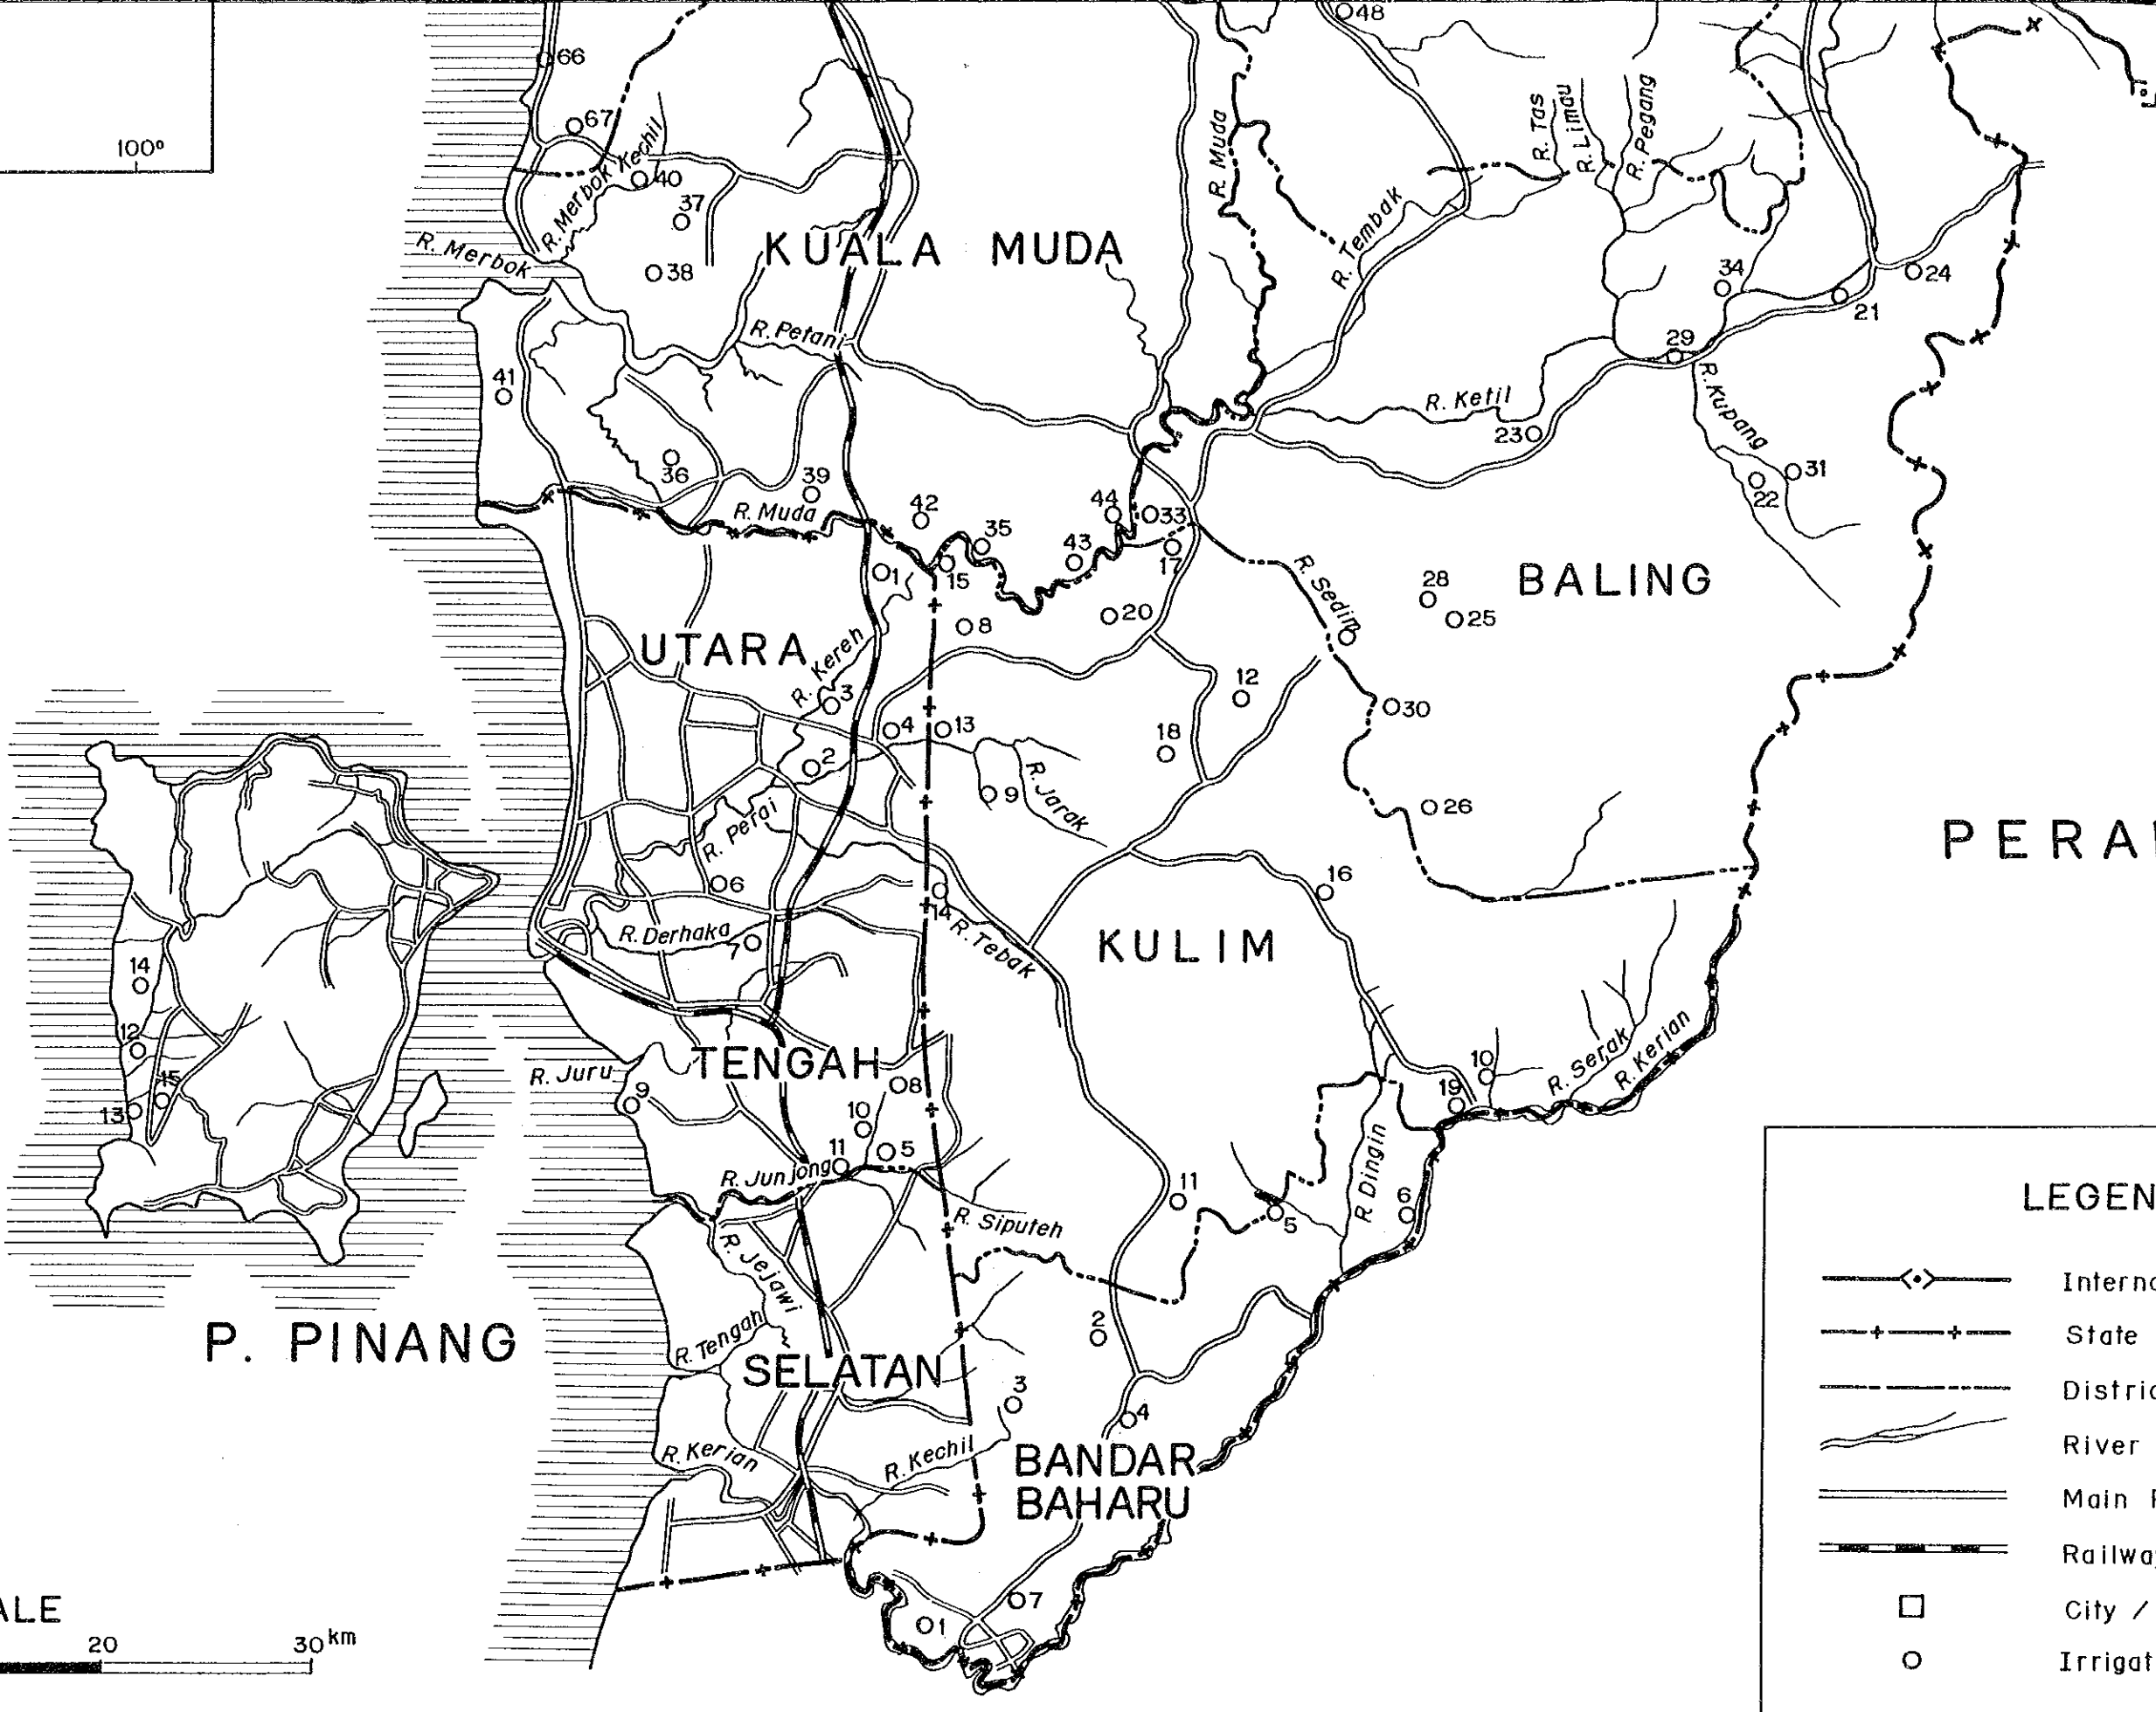 48
66
67
100°
R. Merbok Kechil
40
37
38
R. Merbok
KUALA MUDA
R. Muda
R. Tembak
R. Tas
R. Limau
R. Pegang
34
24
21
29
R. Petani
41
R. Ketil
23
R. Kupang
31
22
36
39
R. Muda
42
35
44
33
43
17
15
1
R. Sedim
BALING
28
25
20
8
UTARA
R. Kereh
3
12
30
4
13
18
2
9
R. Jarak
26
R. Perai
PERA
6
16
14
R. Derhaka
7
R. Tebak
KULIM
14
12
15
13
R. Juru
TENGAH
9
8
10
11
5
R. Junjong
10
19
R. Serak
R. Kerian
R. Dingin
11
5
6
R. Siputeh
R. Jejawi
R. Tengah
P. PINANG
SELATAN
2
3
4
R. Kerian
R. Kechil
BANDAR
BAHARU
7
1
LEGEN
Interna
State
Distric
River
Main
Railwa
City /
Irrigat
ALE
20
30 km